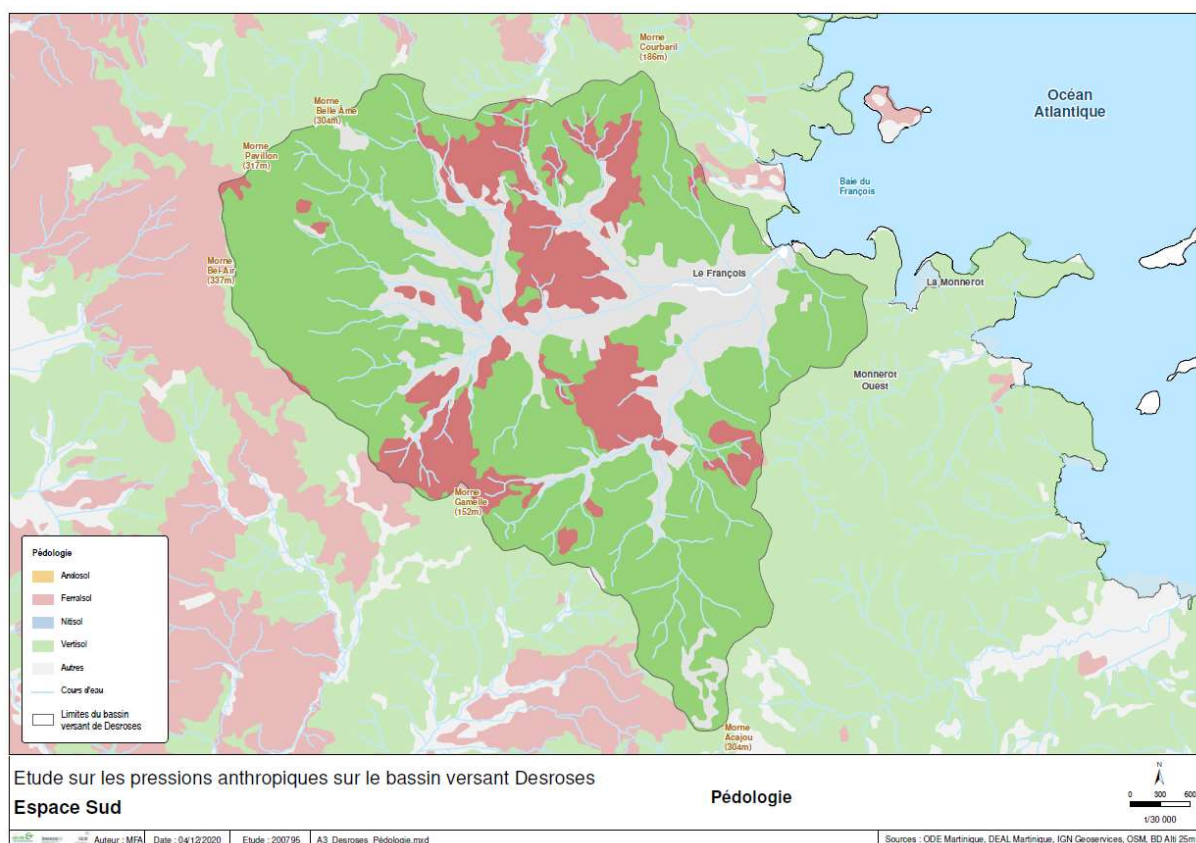 Morne
Courbaril
(186m)
Océan
Atlantique
Morne
Belle Âme
(304m)
Morne
Pavillon
(317m)
Baie du
François
Morne
Bel-Air
(337m)
Le François
La Monnerot
Monnerot
Ouest
Morne
Gamelle
(152m)
Morne
Acajou
(304m)
Pédologie
Andosol
Ferralsol
Nitisol
Vertisol
Autres
Cours d'eau
Limites du bassin
versant de Desroses
Etude sur les pressions anthropiques sur le bassin versant Desroses
Espace Sud
Pédologie
N
0 300 600
1/30 000
Auteur : MFA Date : 04/12/2020 Etude : 200795 A3_Desroses_Pédologie.mxd Sources : ODE Martinique, DEAL Martinique, IGN Geoservices, OSM, BD Alti 25m